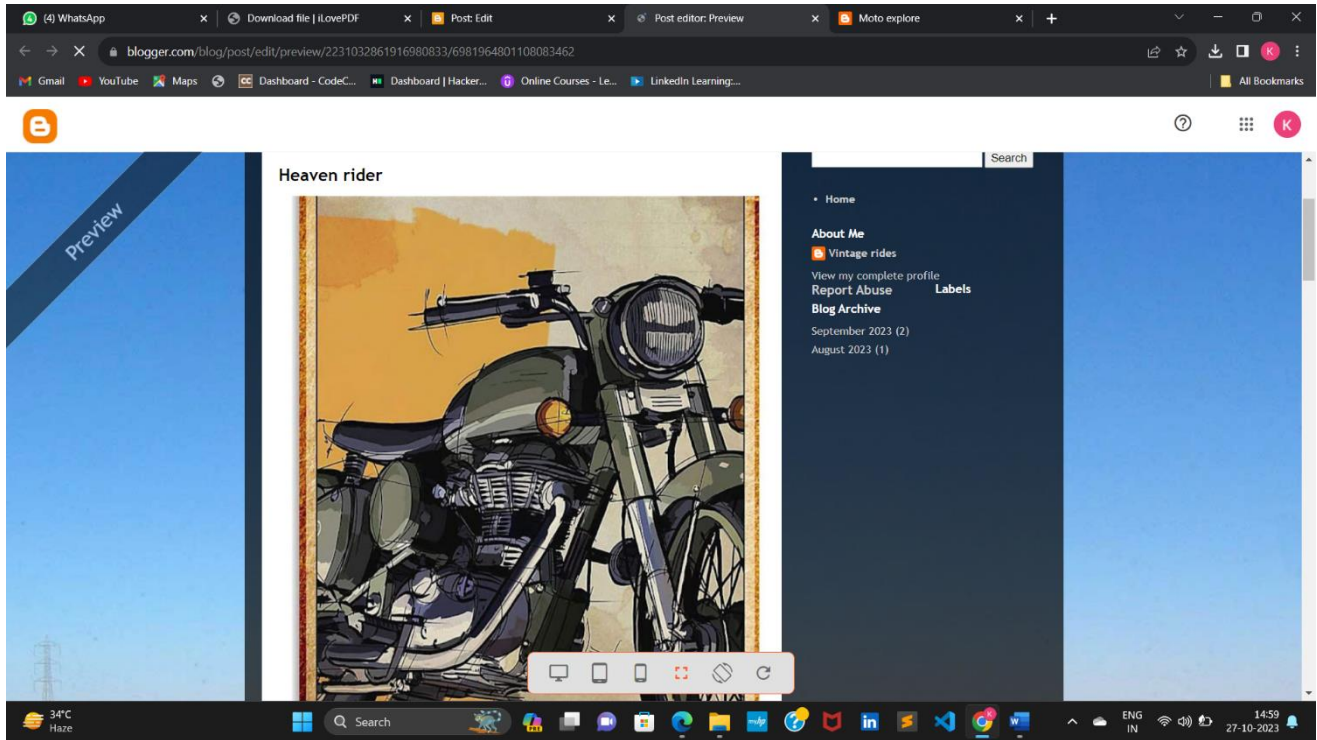 (4) WhatsApp
Download file | iLovePDF
Post: Edit
Post editor: Preview
Moto explore
blogger.com/blog/post/edit/preview/2231032861916980833/6981964801108083462
Gmail
YouTube
Maps
Dashboard - CodeC...
Dashboard | Hacker...
Online Courses - Le...
LinkedIn Learning:...
All Bookmarks
K
Preview
Heaven rider
Search
Home
About Me
Vintage rides
View my complete profile
Report Abuse Labels
Blog Archive
September 2023 (2)
August 2023 (1)
34°C
Haze
Search
ENG
IN
14:59
27-10-2023